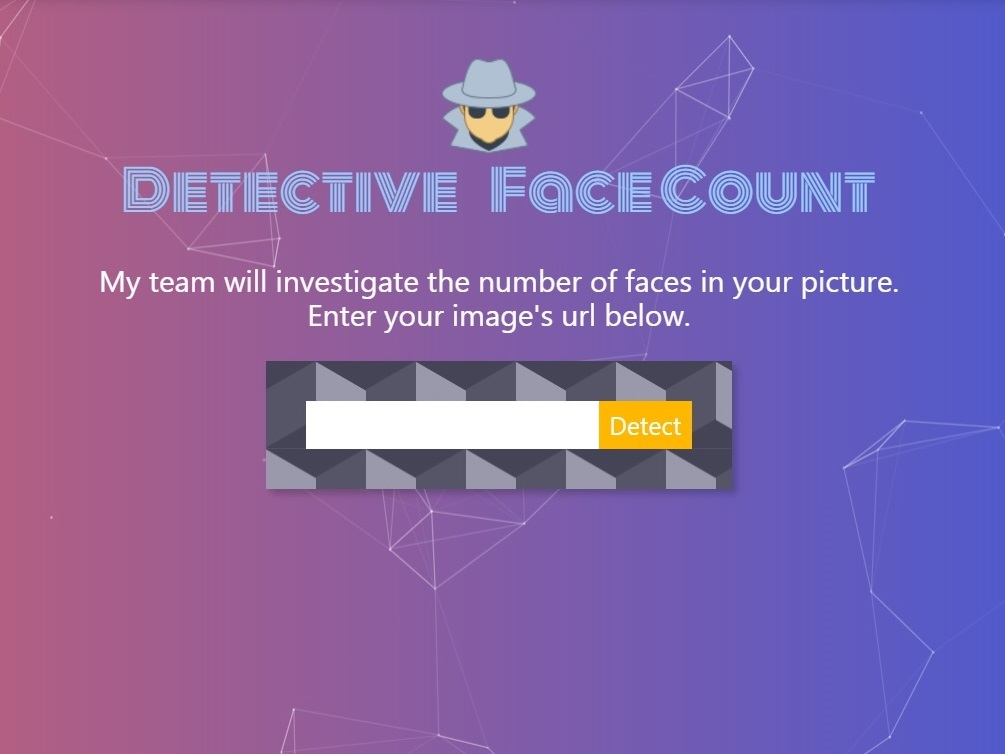 Detective FaceCount
My team will investigate the number of faces in your picture.
Enter your image's url below.
Detect